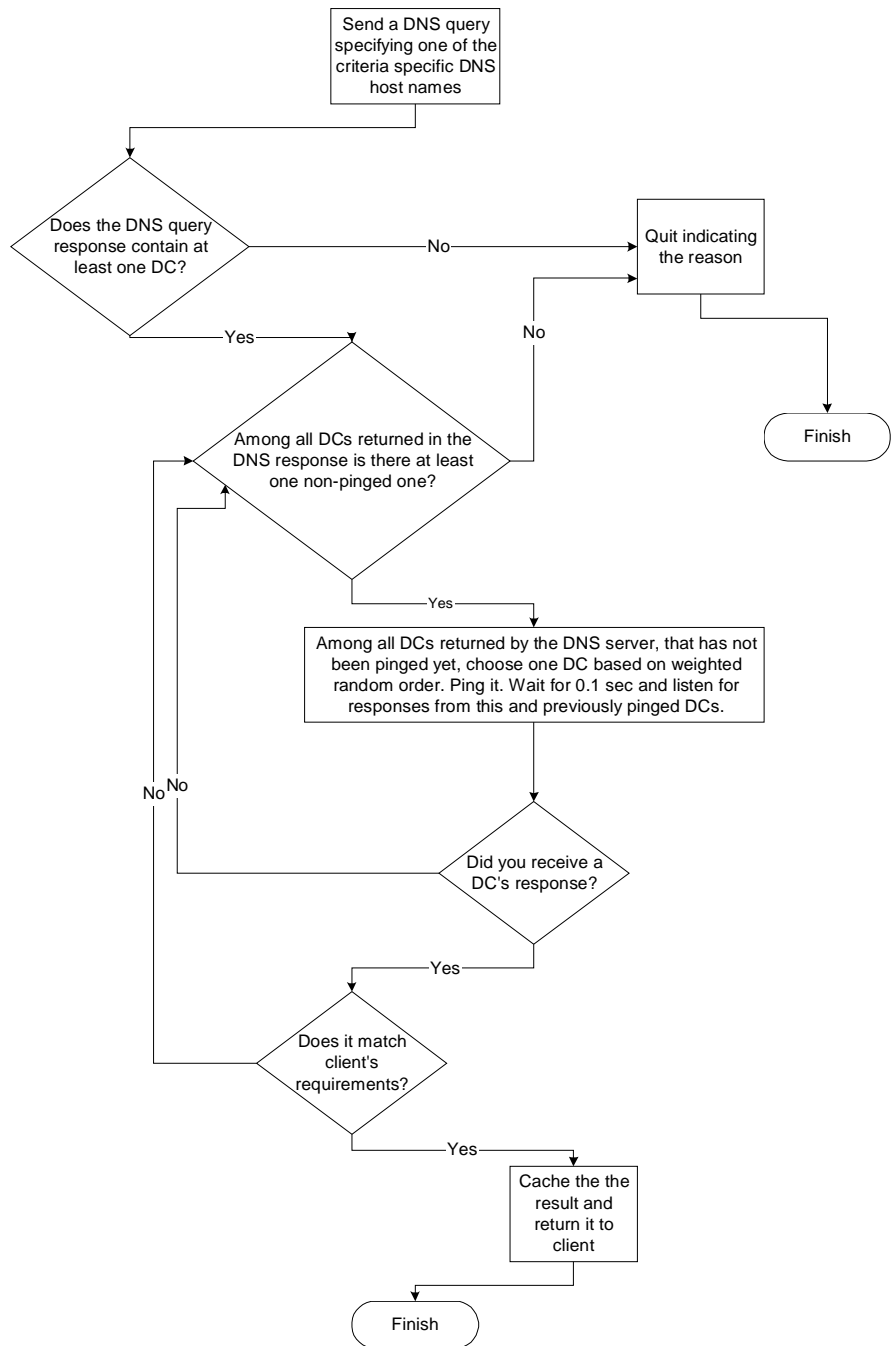 Send a DNS query
specifying one of the
criteria specific DNS
host names
Does the DNS query
response contain at
least one DC?
No
Quit indicating
the reason
Yes
No
Finish
Among all DCs returned in the
DNS response is there at least
one non-pinged one?
Yes
Among all DCs returned by the DNS server, that has not
been pinged yet, choose one DC based on weighted
random order. Ping it. Wait for 0.1 sec and listen for
responses from this and previously pinged DCs.
No
No
Did you receive a
DC's response?
Yes
Does it match
client's
requirements?
Yes
Cache the the
result and
return it to
client
Finish